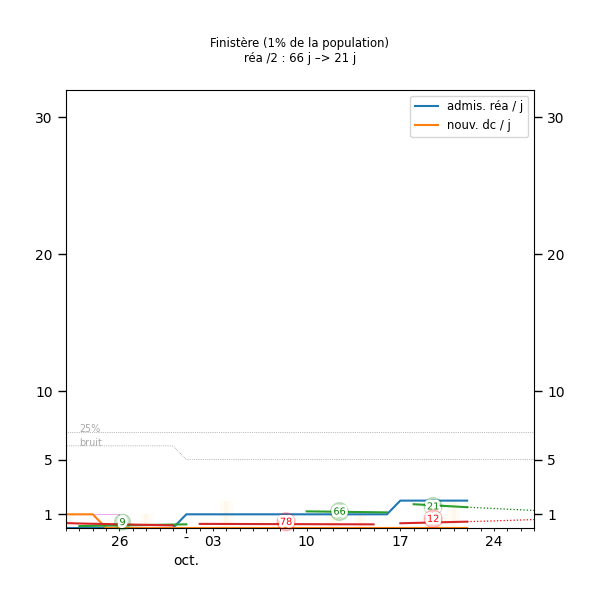 Finistère (1% de la population)
réa /2 : 66 j –> 21 j
admis. réa / j
nouv. dc / j
30 30
20 20
10 10
25%
bruit
5 5
1 1
9 78 66 21 12
26 - 03 10 17 24
oct.